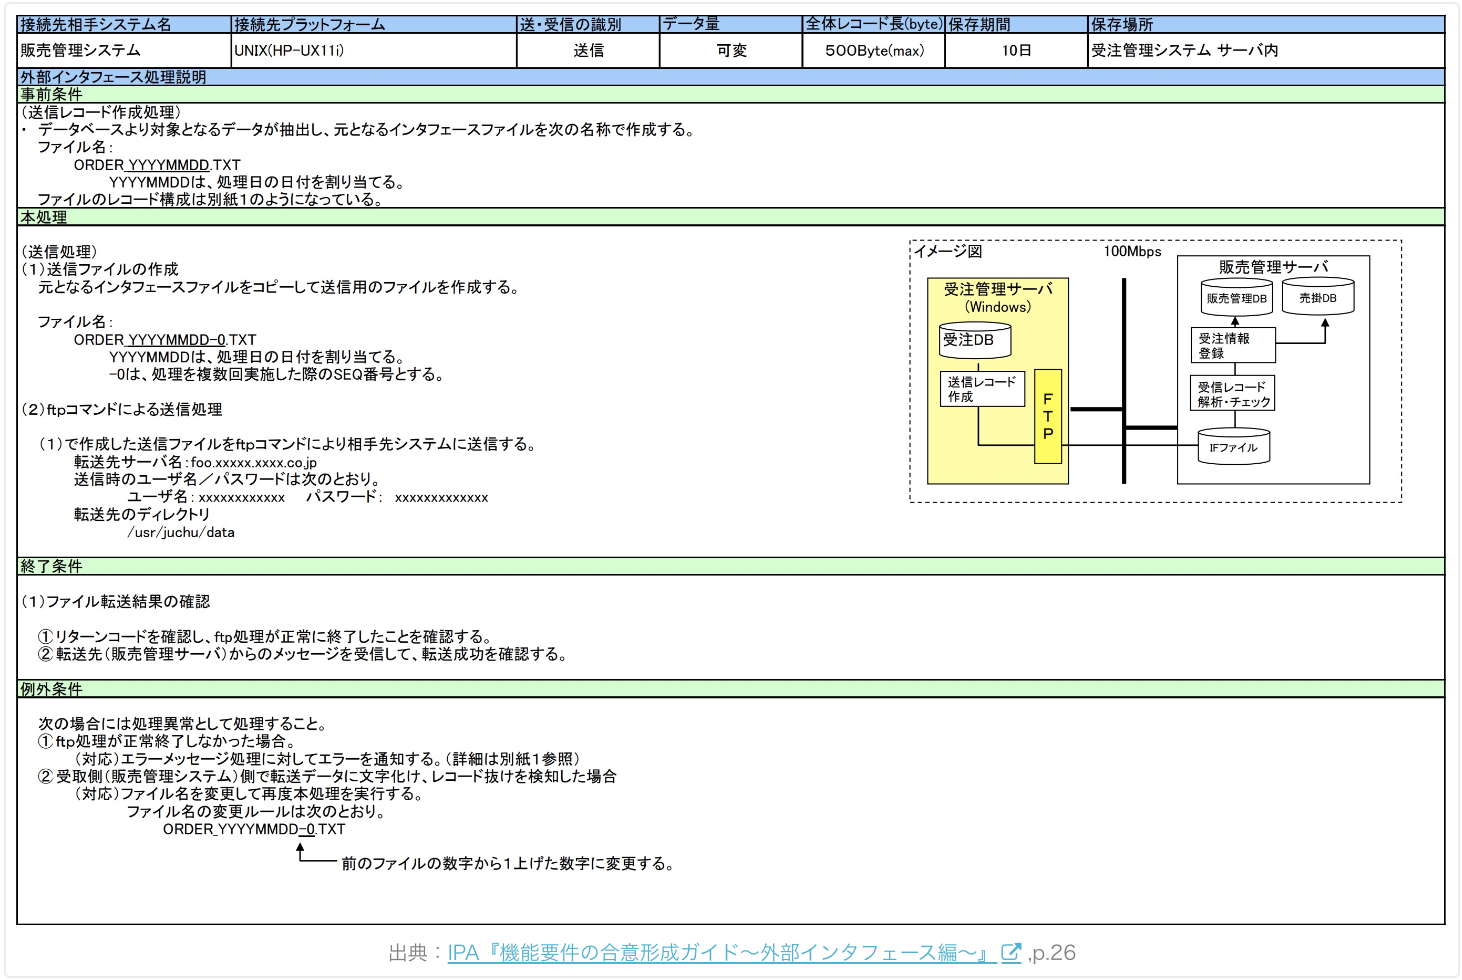 接続先相手システム名 接続先プラットフォーム 送・受信の識別 データ量 全体レコード長(byte) 保存期間 保存場所
販売管理システム UNIX(HP-UX11i) 送信 可変 500Byte(max) 10日 受注管理システム サーバ内
外部インタフェース処理説明
事前条件
(送信レコード作成処理)
・ データベースより対象となるデータが抽出し、元となるインタフェースファイルを次の名称で作成する。
ファイル名:
ORDER_YYYYMMDD.TXT
YYYYMMDDは、処理日の日付を割り当てる。
ファイルのレコード構成は別紙1のようになっている。
本処理
(送信処理)
(1)送信ファイルの作成
元となるインタフェースファイルをコピーして送信用のファイルを作成する。
ファイル名:
ORDER_YYYYMMDD-0.TXT
YYYYMMDDは、処理日の日付を割り当てる。
-0は、処理を複数回実施した際のSEQ番号とする。
(2)ftpコマンドによる送信処理
(1)で作成した送信ファイルをftpコマンドにより相手先システムに送信する。
転送先サーバ名:foo.xxxxx.xxxx.co.jp
送信時のユーザ名/パスワードは次のとおり。
ユーザ名:xxxxxxxxxxxx パスワード: xxxxxxxxxxxxx
転送先のディレクトリ
/usr/juchu/data
イメージ図
100Mbps
受注管理サーバ
(Windows)
受注DB
送信レコード
作成
FTP
販売管理サーバ
販売管理DB
売掛DB
受注情報
登録
受信レコード
解析・チェック
IFファイル
終了条件
(1)ファイル転送結果の確認
①リターンコードを確認し、ftp処理が正常に終了したことを確認する。
②転送先(販売管理サーバ)からのメッセージを受信して、転送成功を確認する。
例外条件
次の場合には処理異常として処理すること。
①ftp処理が正常終了しなかった場合。
(対応)エラーメッセージ処理に対してエラーを通知する。(詳細は別紙1参照)
②受取側(販売管理システム)側で転送データに文字化け、レコード抜けを検知した場合
(対応)ファイル名を変更して再度本処理を実行する。
ファイル名の変更ルールは次のとおり。
ORDER_YYYYMMDD-0.TXT
前のファイルの数字から1上げた数字に変更する。
出典:IPA『機能要件の合意形成ガイド~外部インタフェース編~』 ,p.26